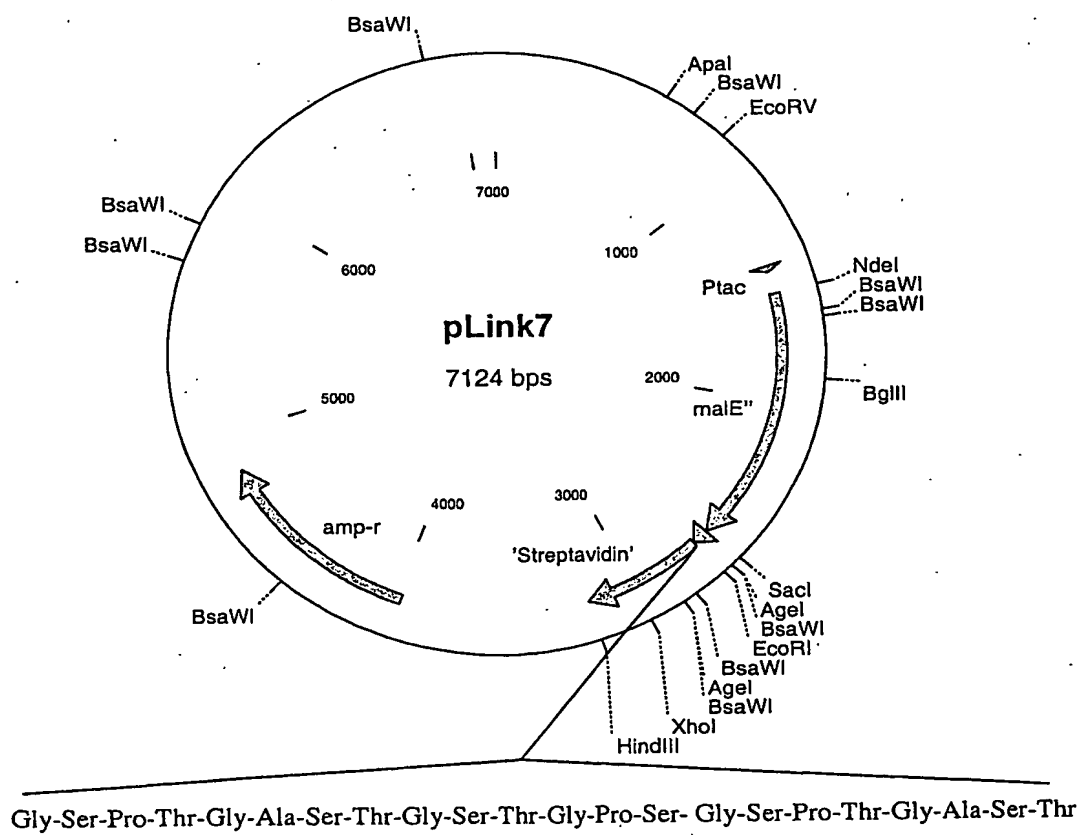 BsaWI
ApaI
BsaWI
EcoRV
7000
BsaWI
BsaWI
1000
6000
Ptac
NdeI
BsaWI
BsaWI
pLink7
7124 bps
2000
malE"
BglII
5000
3000
4000
amp-r
'Streptavidin'
BsaWI
SacI
AgeI
BsaWI
EcoRI
BsaWI
AgeI
BsaWI
XhoI
HindIII
Gly-Ser-Pro-Thr-Gly-Ala-Ser-Thr-Gly-Ser-Thr-Gly-Pro-Ser- Gly-Ser-Pro-Thr-Gly-Ala-Ser-Thr